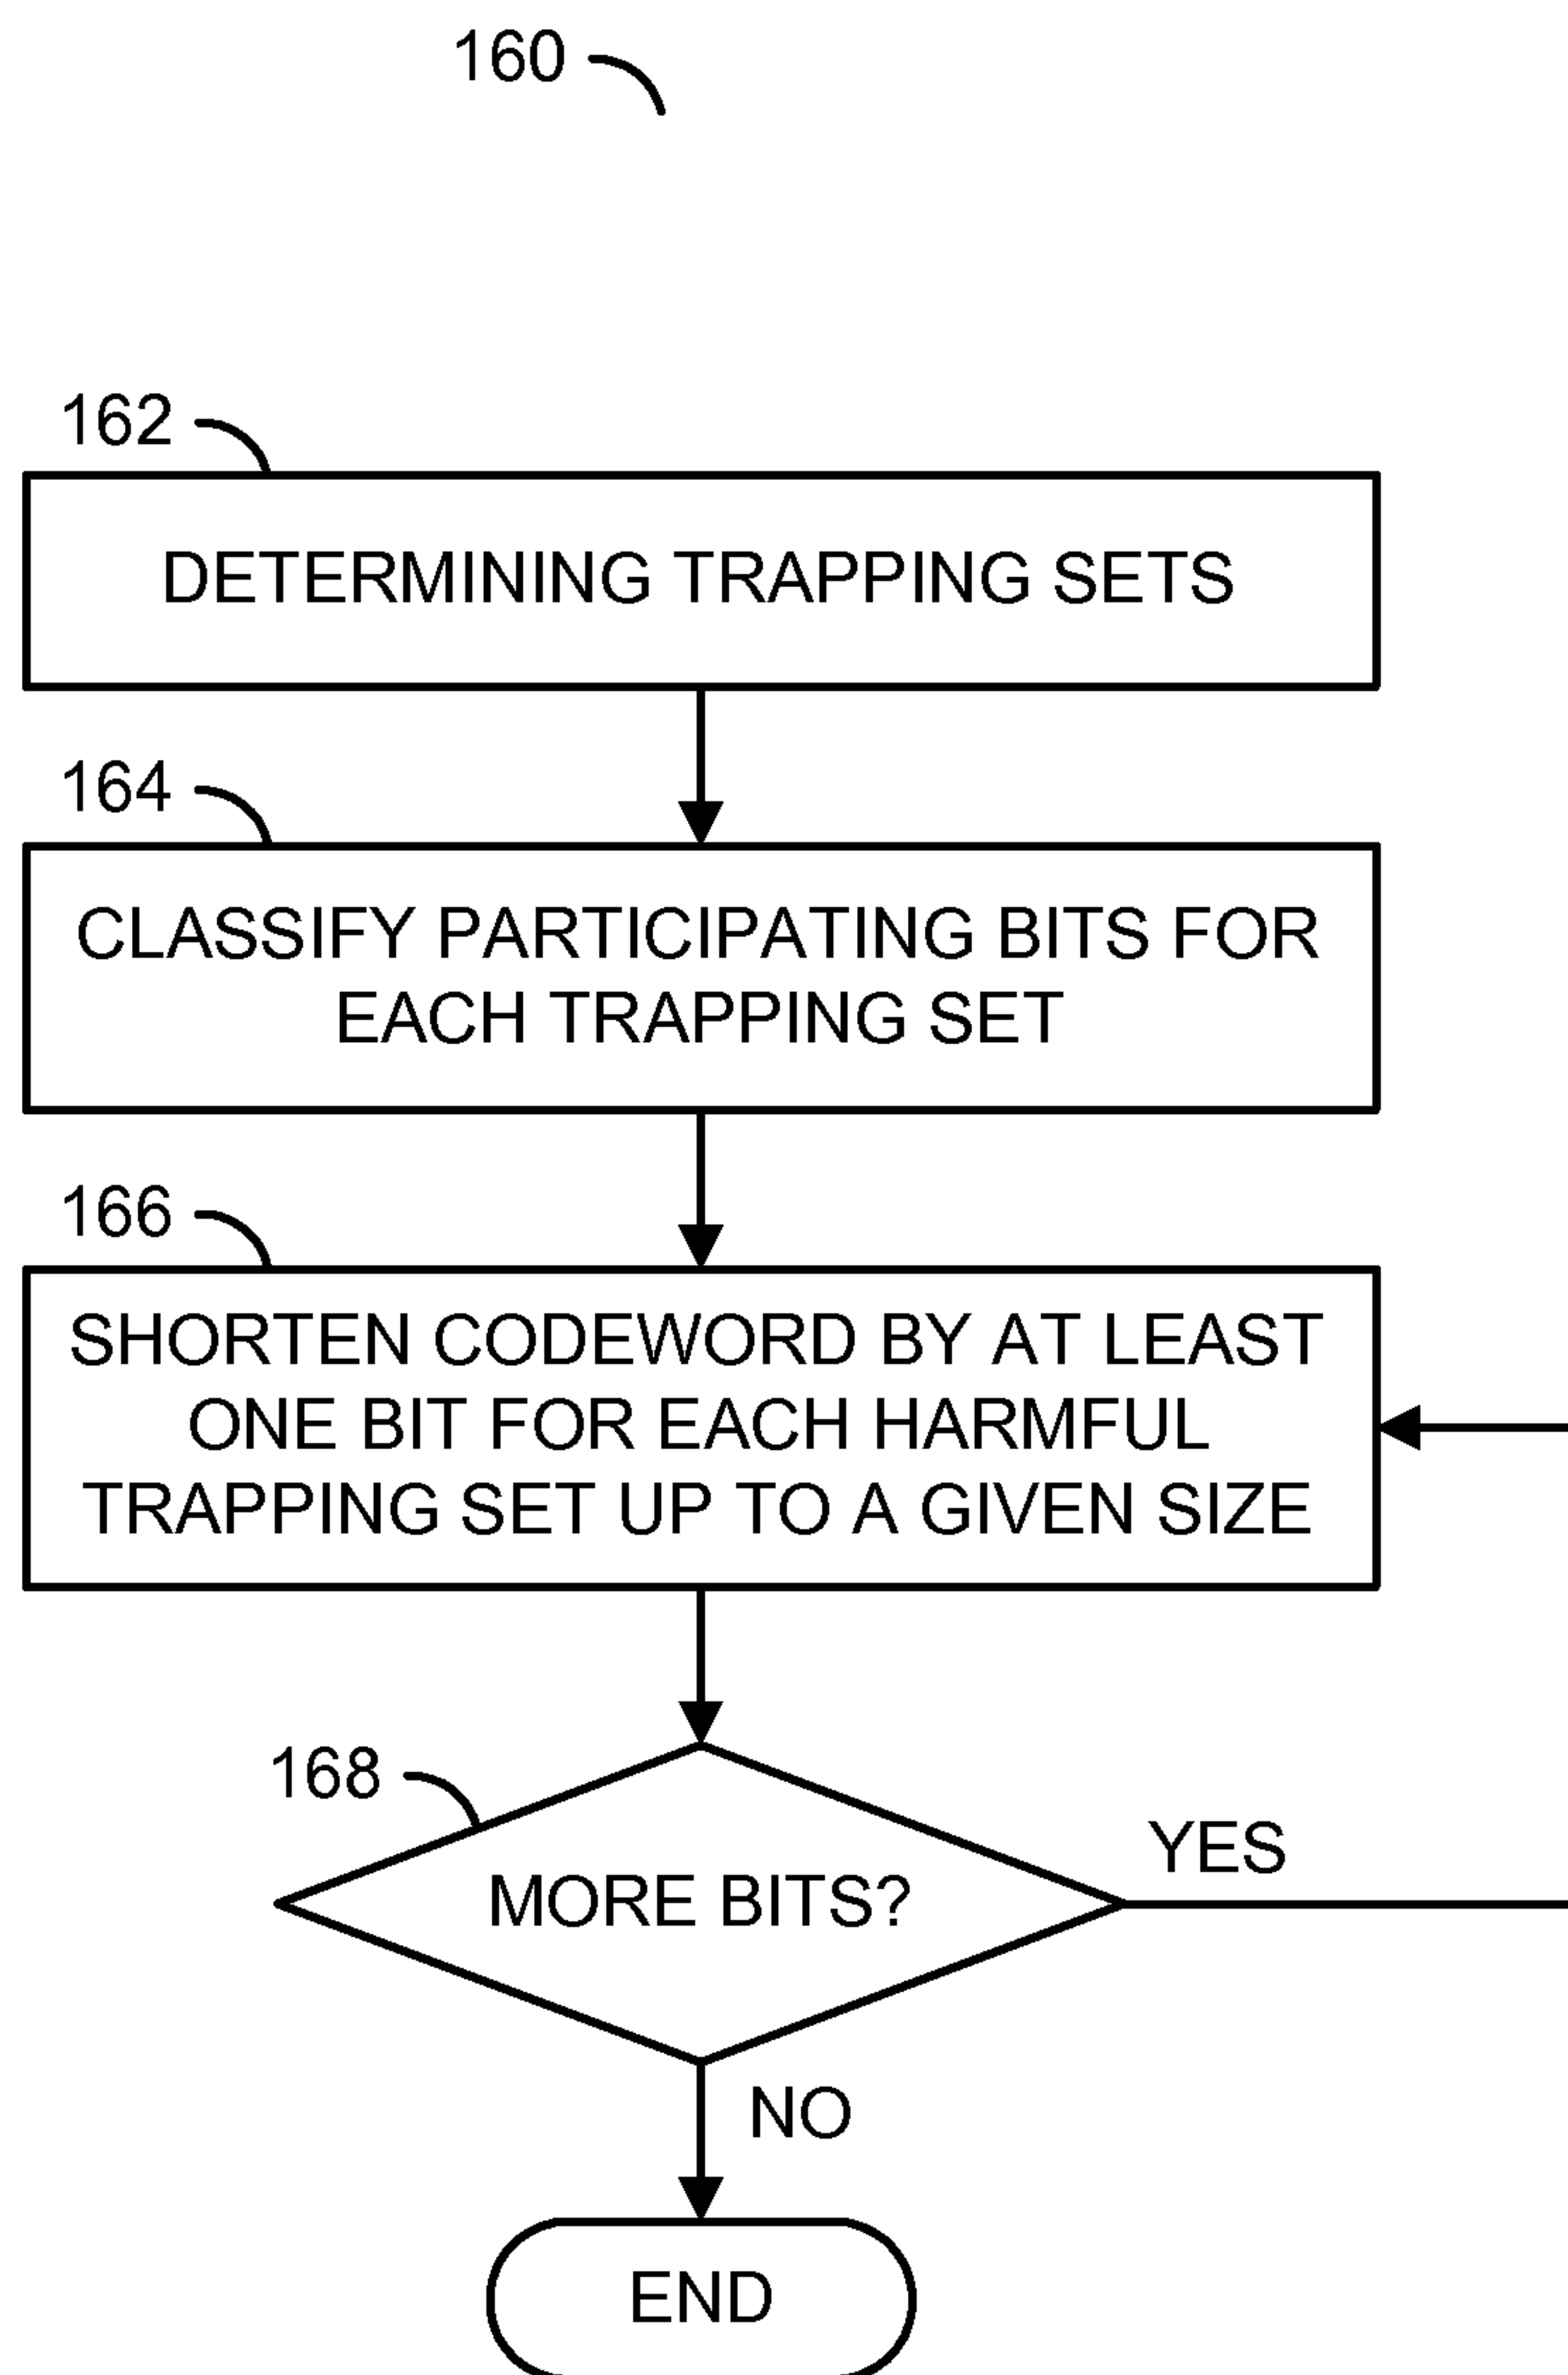 160
162
DETERMINING TRAPPING SETS
164
CLASSIFY PARTICIPATING BITS FOR
EACH TRAPPING SET
166
SHORTEN CODEWORD BY AT LEAST
ONE BIT FOR EACH HARMFUL
TRAPPING SET UP TO A GIVEN SIZE
168
MORE BITS?
YES
NO
END